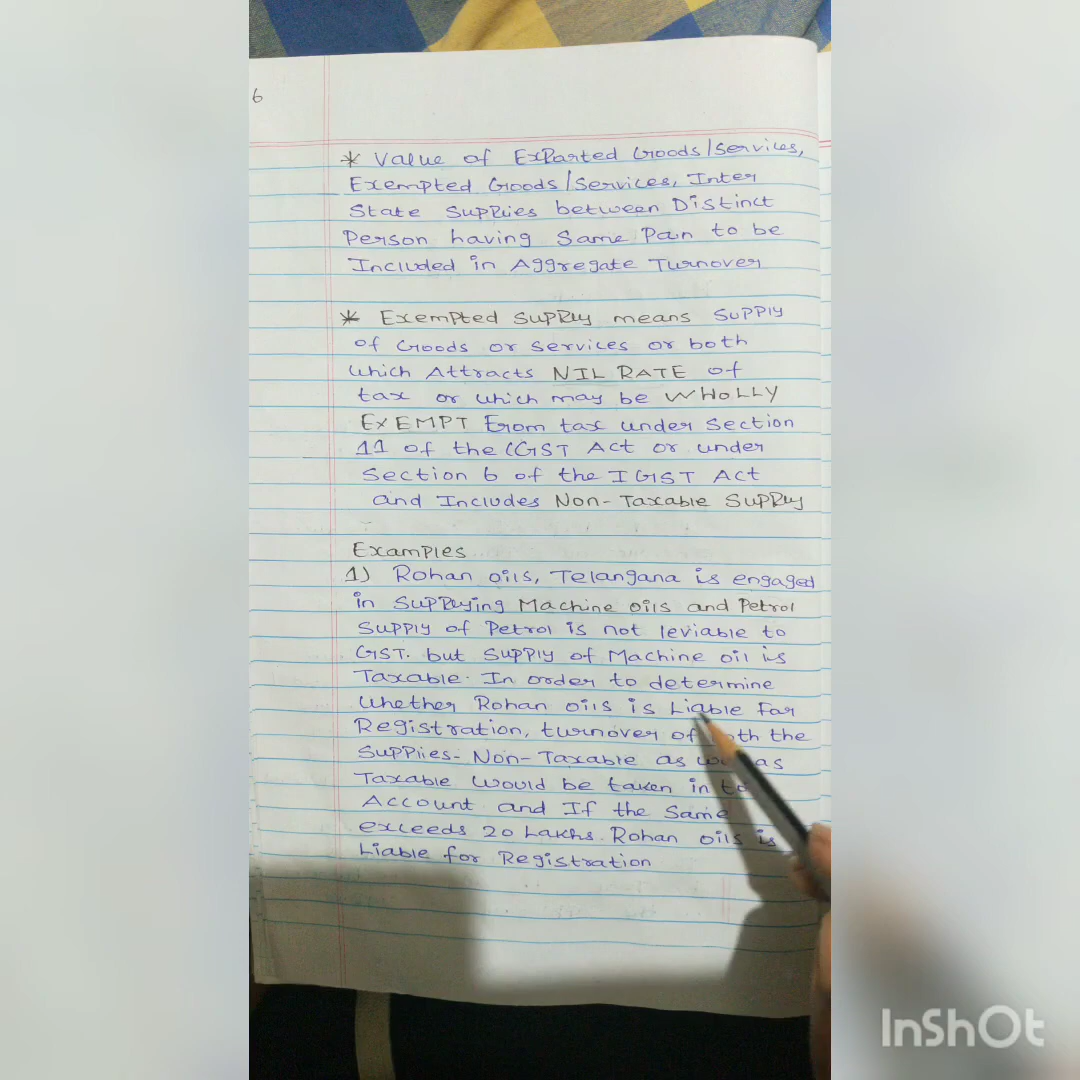 6
* Value of Exported Goods/Services,
Exempted Goods/Services, Inter
State Supplies between Distinct
Person having Same Pan to be
Included in Aggregate Turnover
* Exempted Supply means Supply
of Goods or Services or both
which Attracts NIL RATE of
tax or which may be WHOLLY
EXEMPT From tax under Section
11 of the CGST Act or under
Section 6 of the IGST Act
and Includes Non-Taxable Supply
Examples
1) Rohan oils, Telangana is engaged
in Supplying Machine oils and Petrol
Supply of Petrol is not leviable to
GST. but Supply of Machine oil is
Taxable. In order to determine
whether Rohan oils is Liable For
Registration, turnover of both the
Supplies- Non-Taxable as well as
Taxable would be taken in to
Account and If the Same
exceeds 20 Lakhs. Rohan oils is
Liable for Registration
InShOt